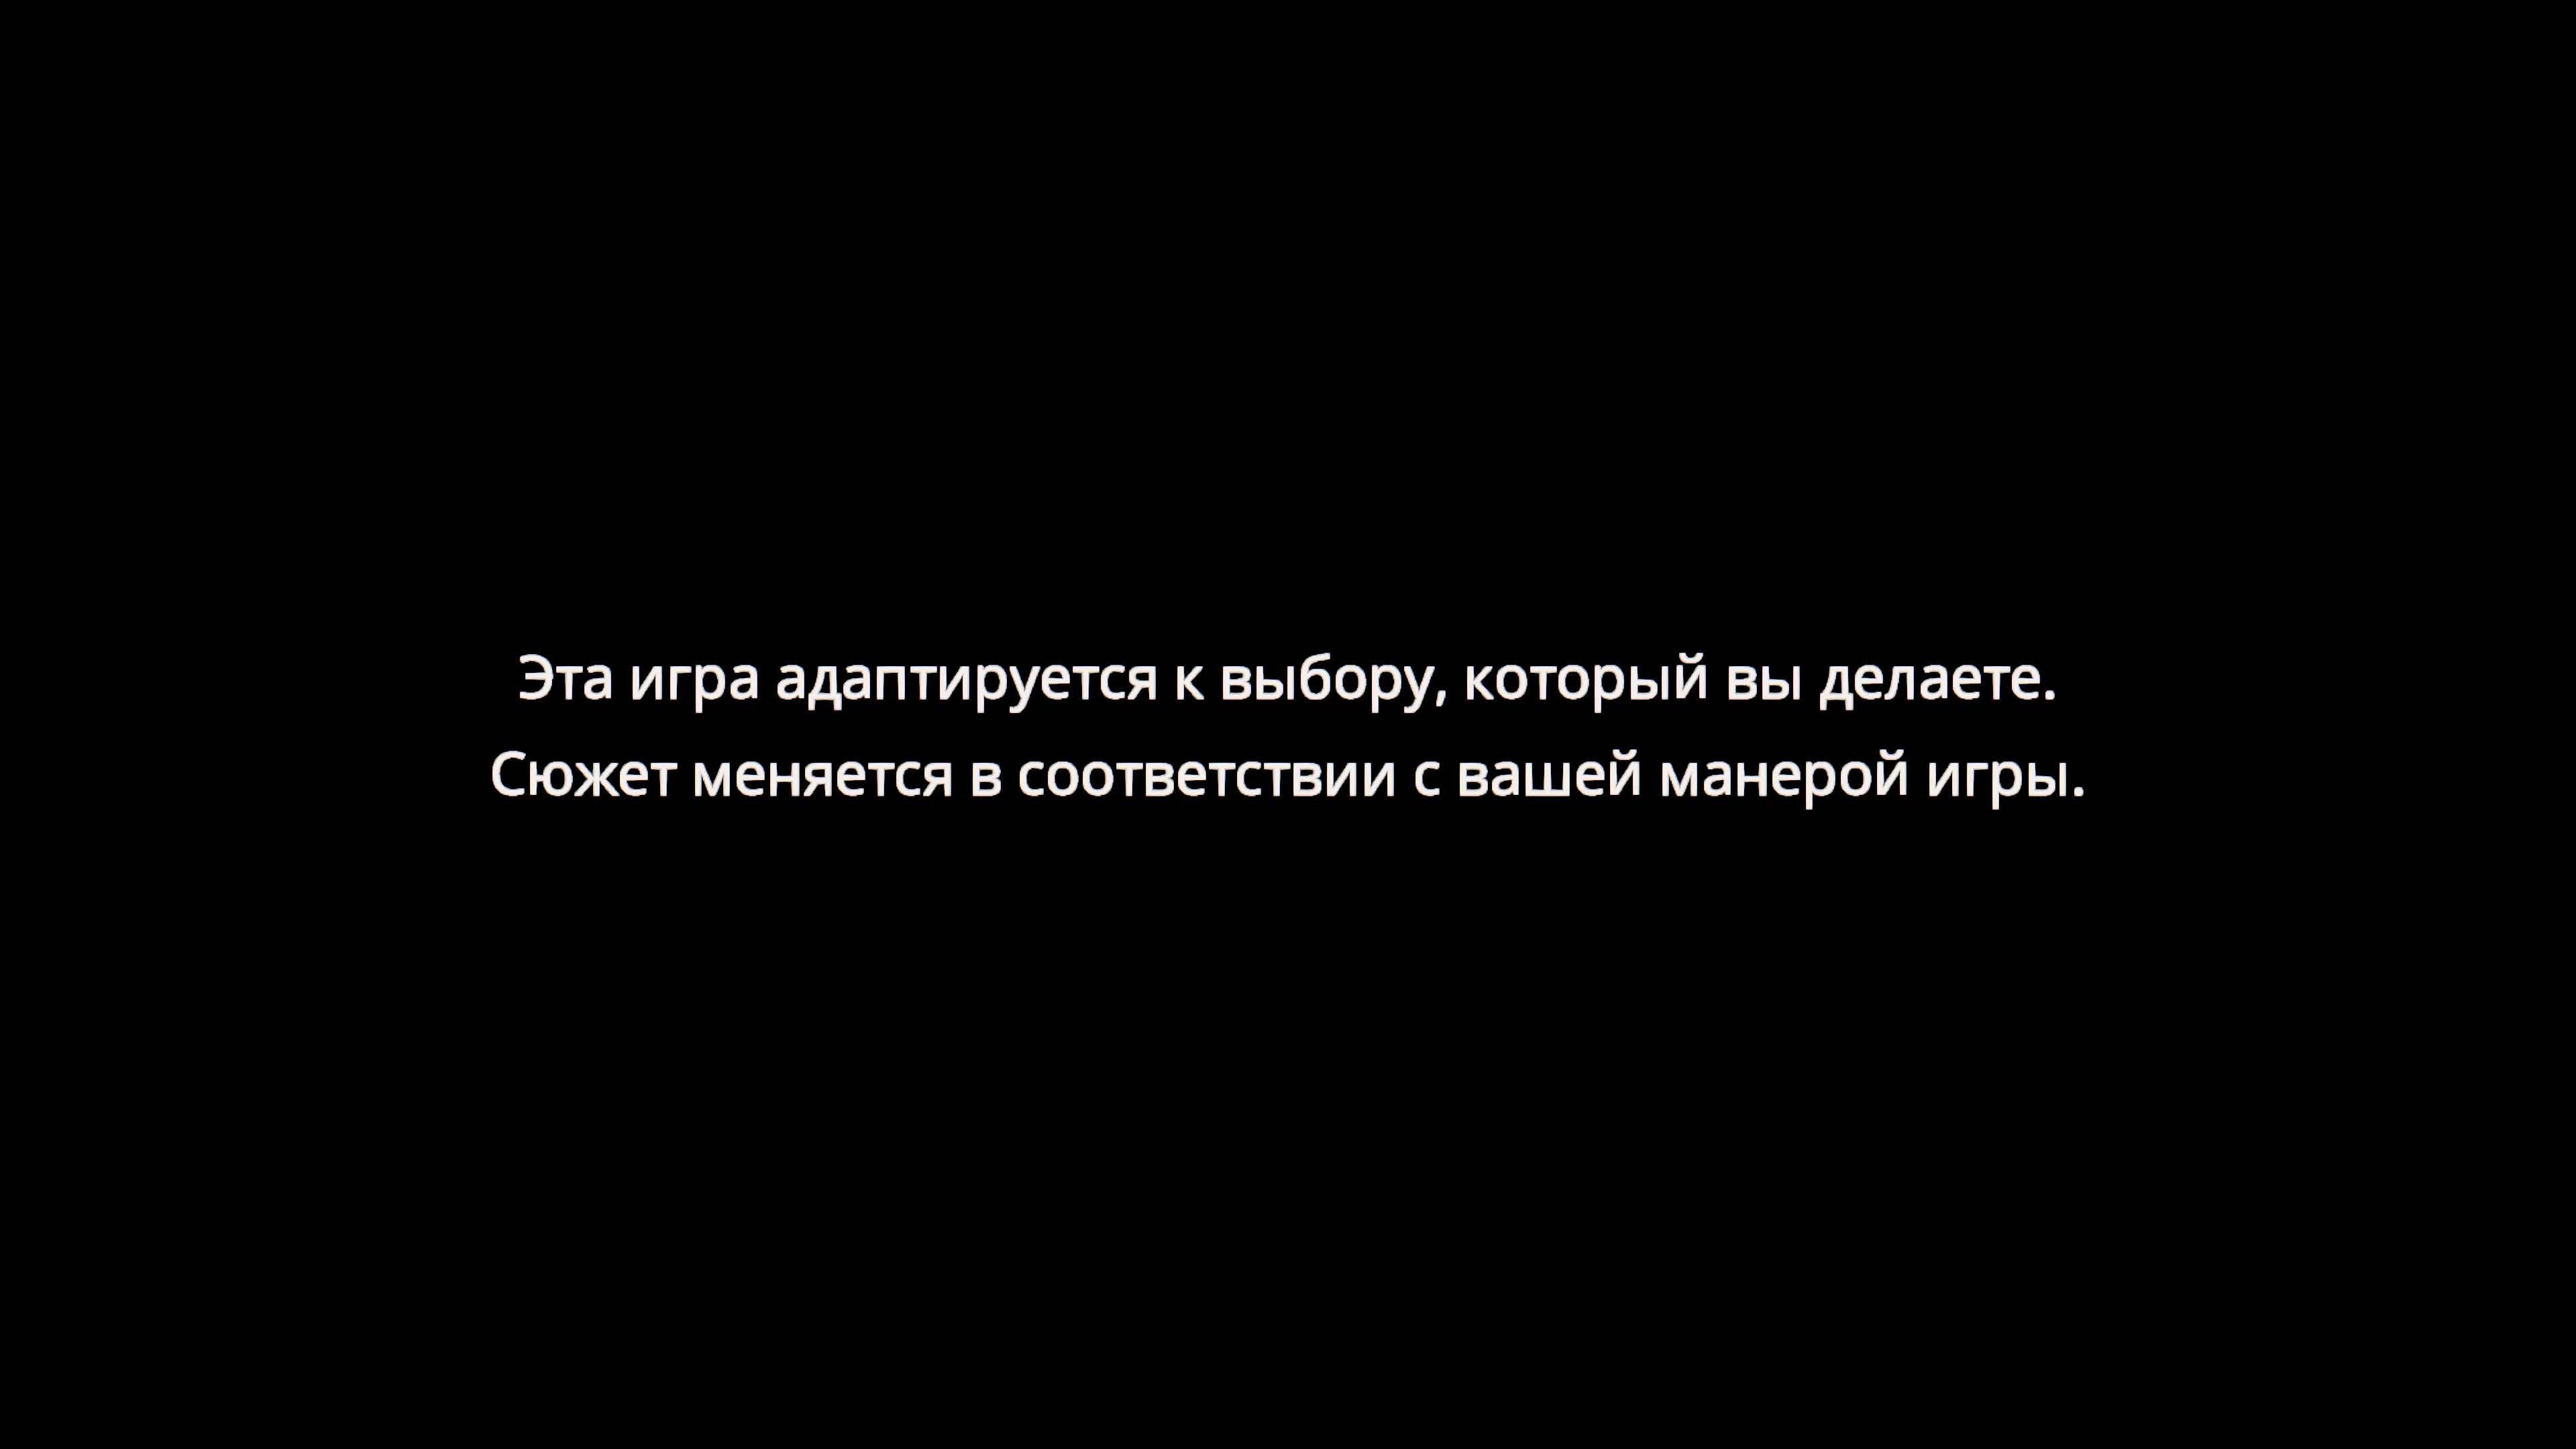 Эта игра адаптируется к выбору, который вы делаете.
Сюжет меняется в соответствии с вашей манерой игры.